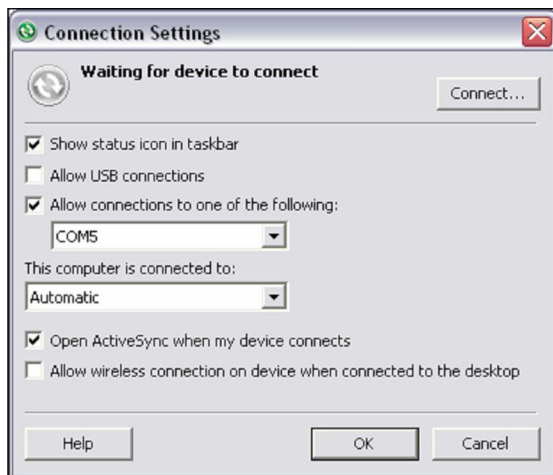 Connection Settings
Waiting for device to connect
Connect...
Show status icon in taskbar
Allow USB connections
Allow connections to one of the following:
COM5
This computer is connected to:
Automatic
Open ActiveSync when my device connects
Allow wireless connection on device when connected to the desktop
Help OK Cancel